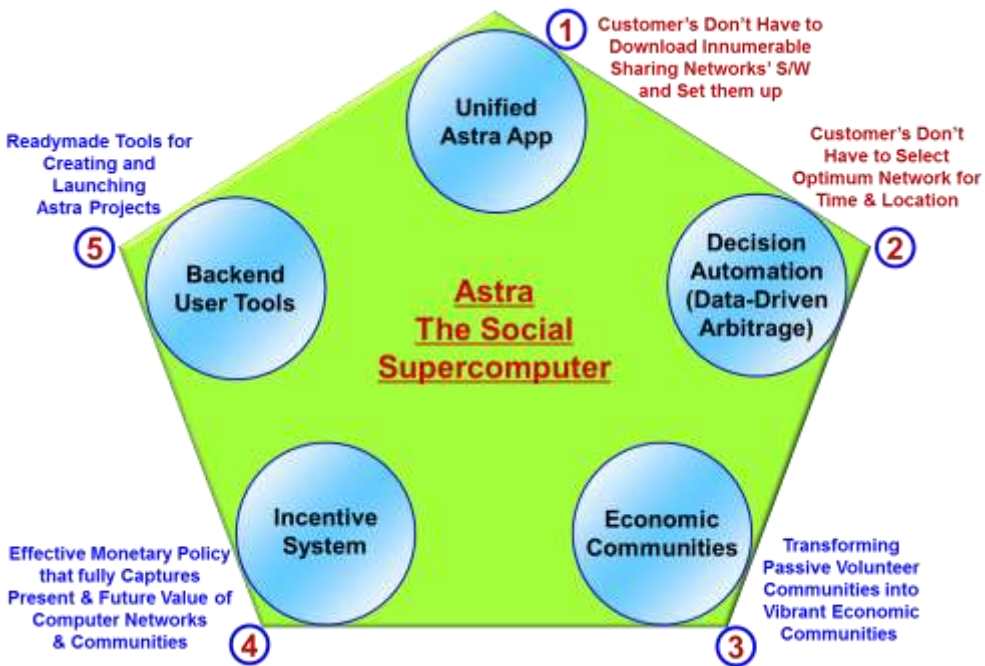 1
Customer's Don't Have to
Download Innumerable
Sharing Networks' S/W
and Set them up
Unified
Astra App
Customer's Don't
Have to Select
Optimum Network for
Time & Location
2
Decision
Automation
(Data-Driven
Arbitrage)
Readymade Tools for
Creating and
Launching
Astra Projects
5
Backend
User Tools
Astra
The Social
Supercomputer
Incentive
System
Economic
Communities
Effective Monetary Policy
that fully Captures
Present & Future Value of
Computer Networks
& Communities
4
Transforming
Passive Volunteer
Communities into
Vibrant Economic
Communities
3